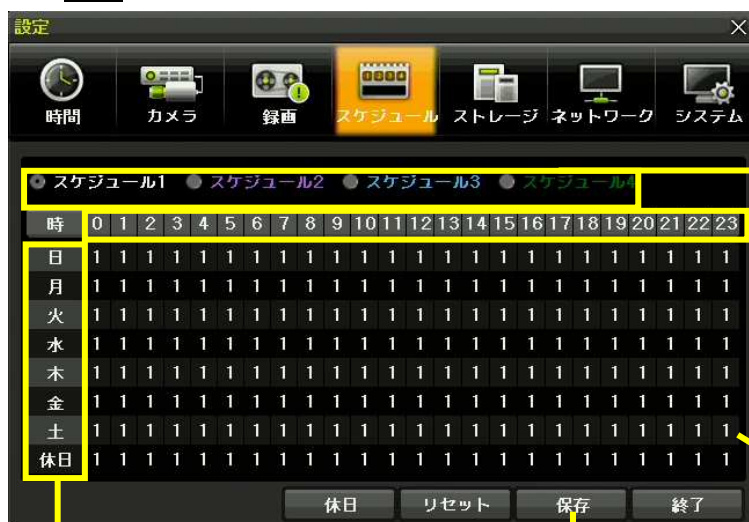 設定
時間 カメラ 録画 スケジュール ストレージ ネットワーク システム
スケジュール1 スケジュール2 スケジュール3 スケジュール4
時 0 1 2 3 4 5 6 7 8 9 10 11 12 13 14 15 16 17 18 19 20 21 22 23
日 1 1 1 1 1 1 1 1 1 1 1 1 1 1 1 1 1 1 1 1 1 1 1 1
月 1 1 1 1 1 1 1 1 1 1 1 1 1 1 1 1 1 1 1 1 1 1 1 1
火 1 1 1 1 1 1 1 1 1 1 1 1 1 1 1 1 1 1 1 1 1 1 1 1
水 1 1 1 1 1 1 1 1 1 1 1 1 1 1 1 1 1 1 1 1 1 1 1 1
木 1 1 1 1 1 1 1 1 1 1 1 1 1 1 1 1 1 1 1 1 1 1 1 1
金 1 1 1 1 1 1 1 1 1 1 1 1 1 1 1 1 1 1 1 1 1 1 1 1
土 1 1 1 1 1 1 1 1 1 1 1 1 1 1 1 1 1 1 1 1 1 1 1 1
休日 1 1 1 1 1 1 1 1 1 1 1 1 1 1 1 1 1 1 1 1 1 1 1 1
休日 リセット 保存 終了